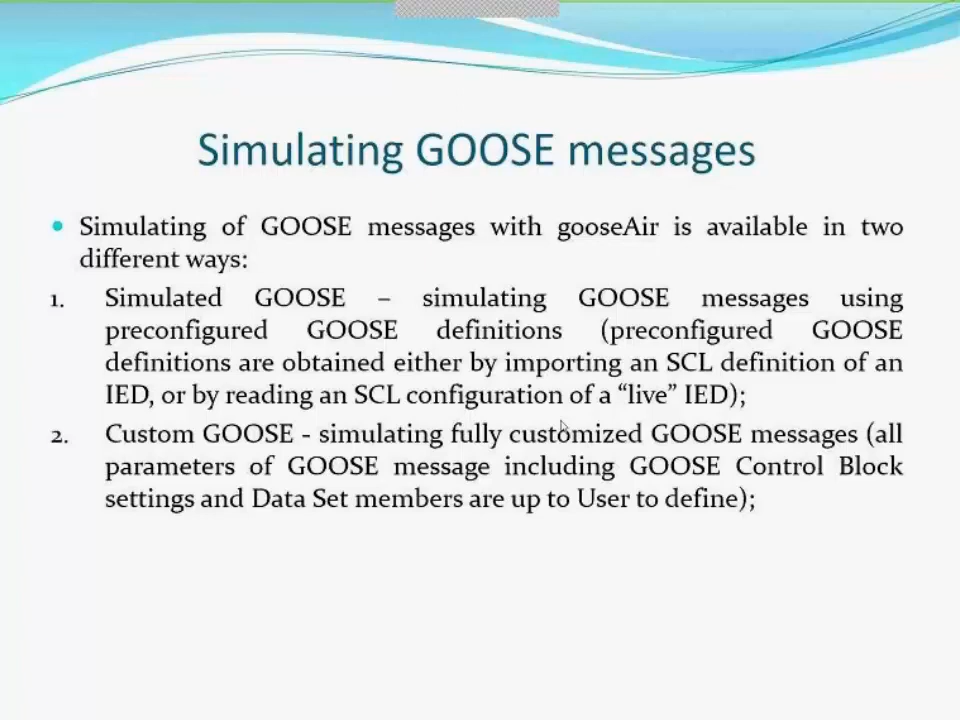 Simulating GOOSE messages
• Simulating of GOOSE messages with gooseAir is available in two
different ways:
1. Simulated GOOSE – simulating GOOSE messages using
preconfigured GOOSE definitions (preconfigured GOOSE
definitions are obtained either by importing an SCL definition of an
IED, or by reading an SCL configuration of a “live” IED);
2. Custom GOOSE - simulating fully customized GOOSE messages (all
parameters of GOOSE message including GOOSE Control Block
settings and Data Set members are up to User to define);